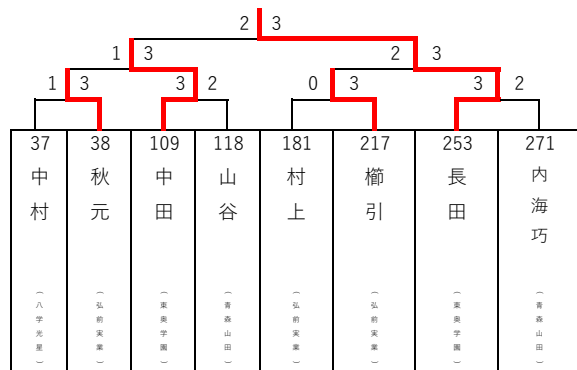 2 3
1 3 2 3
1 3 3 2 0 3 3 2
37 38 109 118 181 217 253 271
中村
秋元
中田
山谷
村上
櫛引
長田
内海巧
（八学光星）
（弘前実業）
（東奥学園）
（青森山田）
（弘前実業）
（弘前実業）
（東奥学園）
（青森山田）